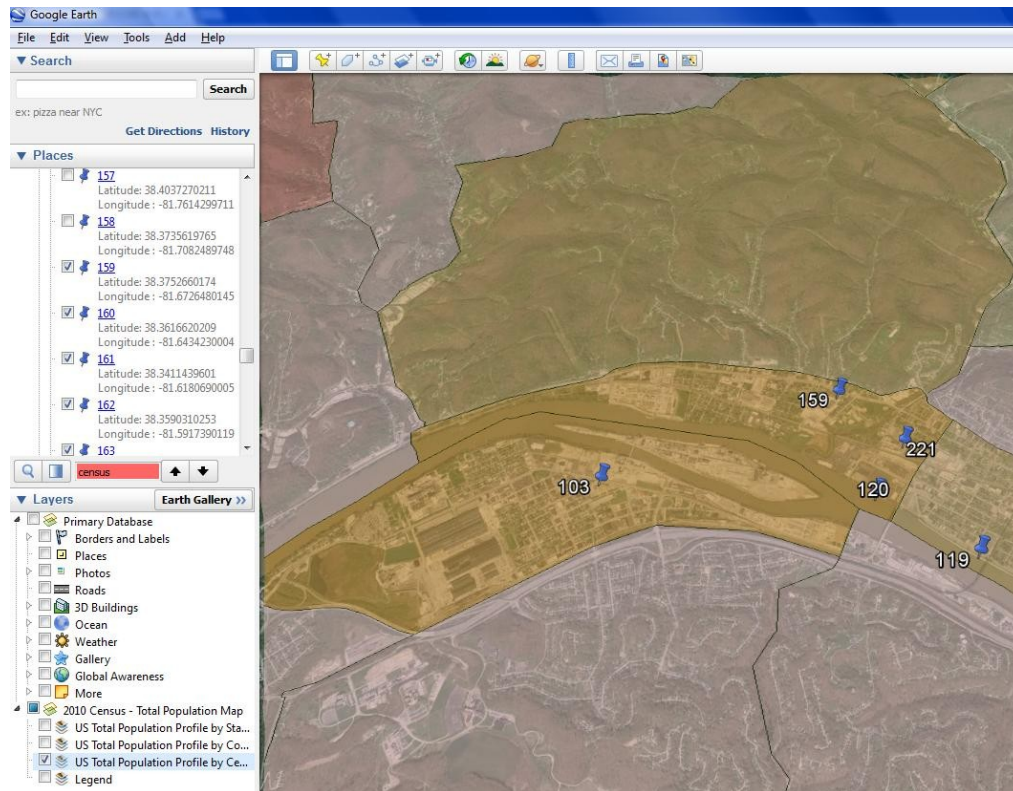 Google Earth
File Edit View Tools Add Help
Search
Search
ex: pizza near NYC
Get Directions History
Places
157
Latitude: 38.4037270211
Longitude : -81.7614299711
158
Latitude: 38.3735619765
Longitude : -81.7082489748
159
Latitude: 38.3752660174
Longitude : -81.6726480145
160
Latitude: 38.3616620209
Longitude : -81.6434230004
161
Latitude: 38.3411439601
Longitude : -81.6180690005
162
Latitude: 38.3590310253
Longitude : -81.5917390119
163
census
Layers
Earth Gallery >>
Primary Database
Borders and Labels
Places
Photos
Roads
3D Buildings
Ocean
Weather
Gallery
Global Awareness
More
2010 Census - Total Population Map
US Total Population Profile by Sta...
US Total Population Profile by Co...
US Total Population Profile by Ce...
Legend
159
221
103
120
119